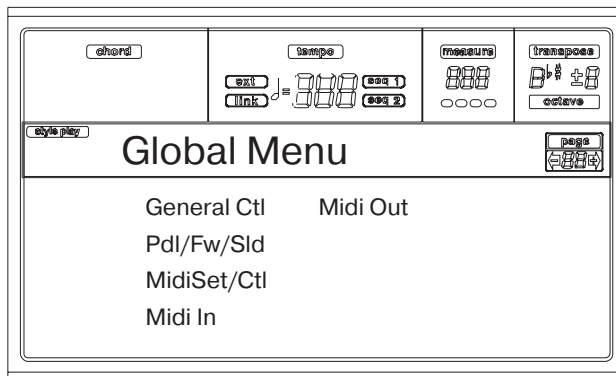 chord tempo measure transpose
ext seq 1
link seq 2
octave
style play
Global Menu
page
General Ctl Midi Out
Pdl/Fw/Sld
MidiSet/Ctl
Midi In